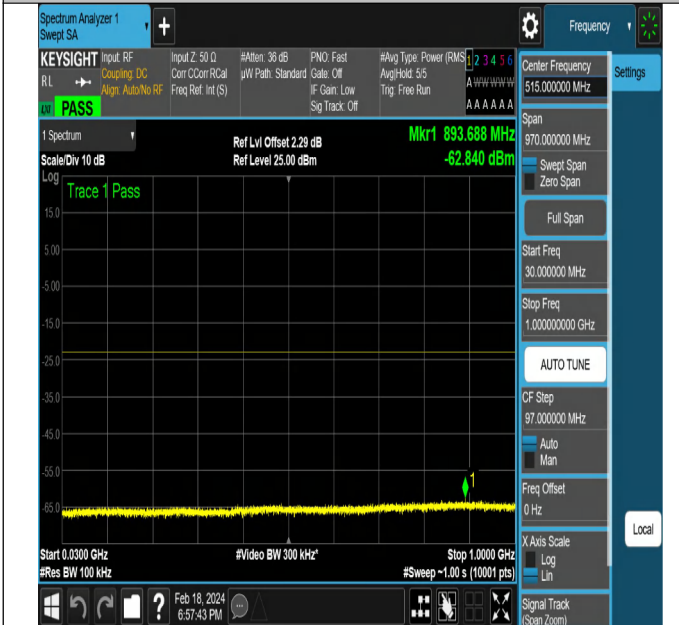 Spectrum Analyzer 1
Swept SA
+
Frequency
KEYSIGHT
RL
LXI
PASS
Input: RF
Coupling: DC
Align: Auto/No RF
Input Z: 50 Ω
Corr CCorr RCal
Freq Ref: Int (S)
#Atten: 36 dB
µW Path: Standard
PNO: Fast
Gate: Off
IF Gain: Low
Sig Track: Off
#Avg Type: Power (RMS
Avg|Hold: 5/5
Trig: Free Run
1 2 3 4 5 6
A W W W W W
A A A A A A
1 Spectrum
Scale/Div 10 dB
Log
Ref Lvl Offset 2.29 dB
Ref Level 25.00 dBm
Mkr1 893.688 MHz
-62.840 dBm
Trace 1 Pass
15.0
5.00
-5.00
-15.0
-25.0
-35.0
-45.0
-55.0
-65.0
1
Start 0.0300 GHz
#Res BW 100 kHz
#Video BW 300 kHz*
Stop 1.0000 GHz
#Sweep ~1.00 s (10001 pts)
?
Feb 18, 2024
6:57:43 PM
Center Frequency
515.000000 MHz
Span
970.000000 MHz
Swept Span
Zero Span
Full Span
Start Freq
30.000000 MHz
Stop Freq
1.000000000 GHz
AUTO TUNE
CF Step
97.000000 MHz
Auto
Man
Freq Offset
0 Hz
X Axis Scale
Log
Lin
Signal Track
(Span Zoom)
Settings
Local